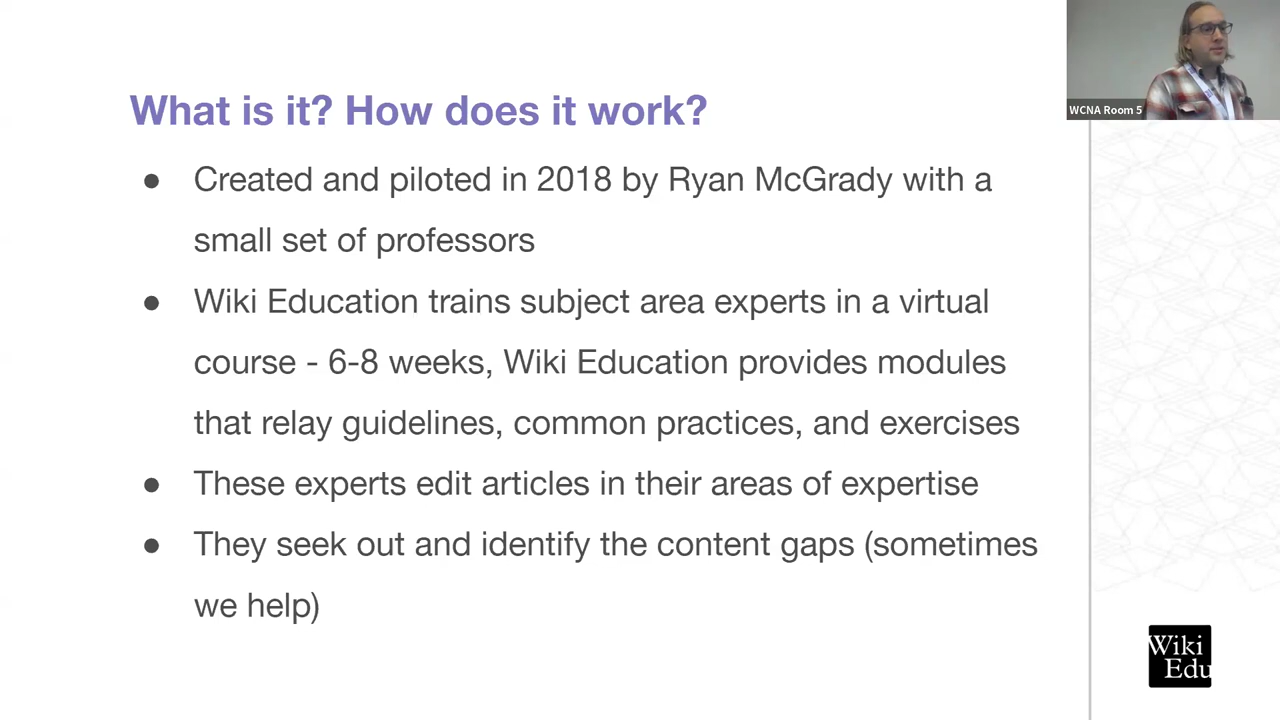 What is it? How does it work?
● Created and piloted in 2018 by Ryan McGrady with a
small set of professors
● Wiki Education trains subject area experts in a virtual
course - 6-8 weeks, Wiki Education provides modules
that relay guidelines, common practices, and exercises
● These experts edit articles in their areas of expertise
● They seek out and identify the content gaps (sometimes
we help)
WCNA Room 5
Wiki
Edu